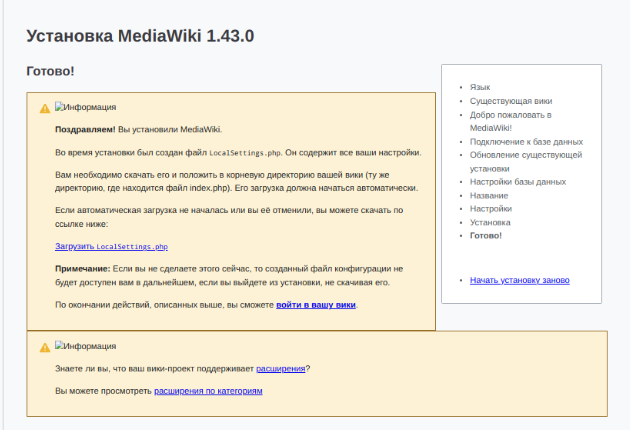 Установка MediaWiki 1.43.0
Готово!
Информация
Поздравляем! Вы установили MediaWiki.
Во время установки был создан файл LocalSettings.php. Он содержит все ваши настройки.
Вам необходимо скачать его и положить в корневую директорию вашей вики (ту же
директорию, где находится файл index.php). Его загрузка должна начаться автоматически.
Если автоматическая загрузка не началась или вы её отменили, вы можете скачать по
ссылке ниже:
Загрузить LocalSettings.php
Примечание: Если вы не сделаете этого сейчас, то созданный файл конфигурации не
будет доступен вам в дальнейшем, если вы выйдете из установки, не скачивая его.
По окончании действий, описанных выше, вы сможете войти в вашу вики.
Язык
Существующая вики
Добро пожаловать в
MediaWiki!
Подключение к базе данных
Обновление существующей
установки
Настройки базы данных
Название
Настройки
Установка
Готово!
Начать установку заново
Информация
Знаете ли вы, что ваш вики-проект поддерживает расширения?
Вы можете просмотреть расширения по категориям